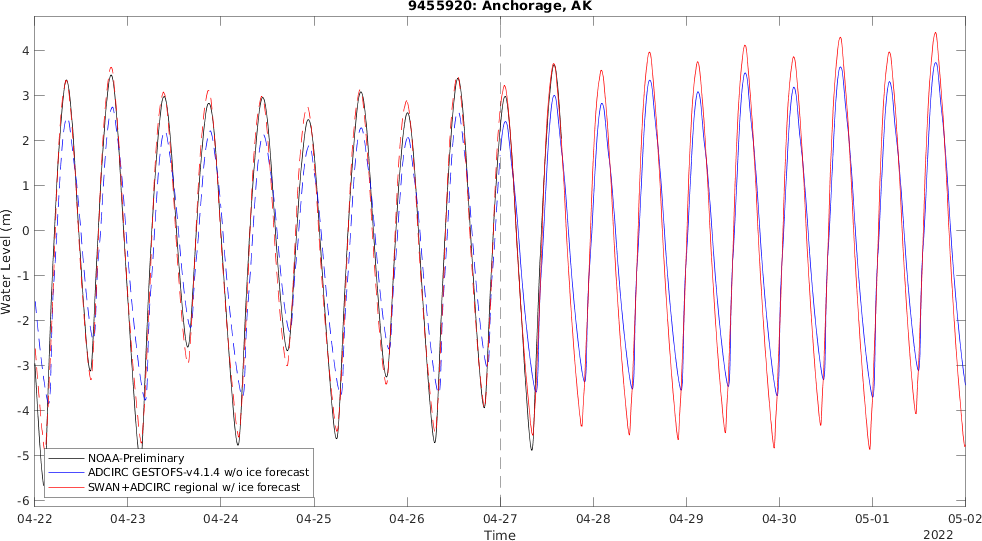 9455920: Anchorage, AK
Water Level (m)
4
3
2
1
0
-1
-2
-3
-4
-5
-6
NOAA-Preliminary
ADCIRC GESTOFS-v4.1.4 w/o ice forecast
SWAN+ADCIRC regional w/ ice forecast
04-22 04-23 04-24 04-25 04-26 04-27 04-28 04-29 04-30 05-01 05-02
Time
2022